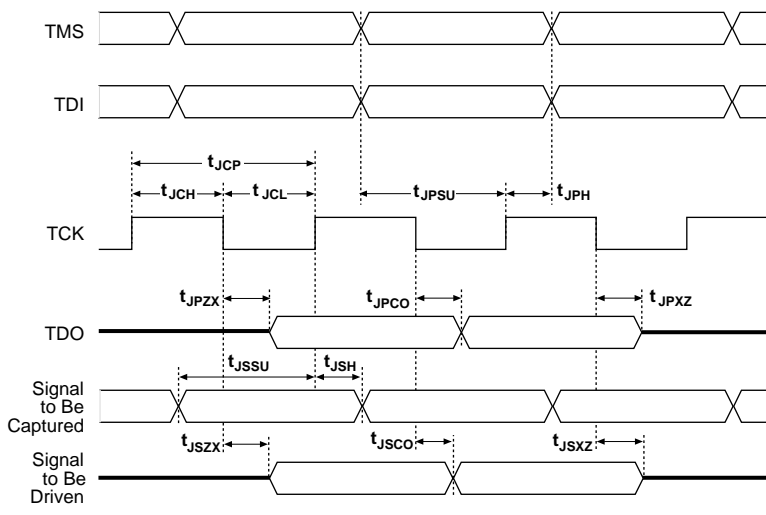 TMS
TDI
tJCP
tJCH
tJCL
tJPSU
tJPH
TCK
tJPZX
tJPCO
tJPXZ
TDO
tJSSU
tJSH
Signal
to Be
Captured
tJSZX
tJSCO
tJSXZ
Signal
to Be
Driven